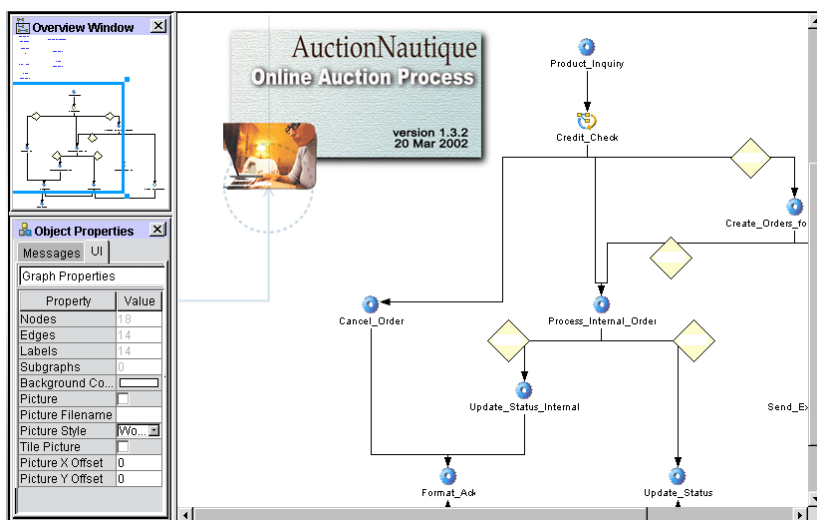 Overview Window
AuctionNautique
Online Auction Process
version 1.3.2
20 Mar 2002
Product_Inquiry
Credit_Check
Create_Orders_fo
Cancel_Order
Process_Internal_Order
Update_Status_Internal
Send_Ex
Format_Ack
Update_Status
Object Properties
Messages UI
Graph Properties
Property Value
Nodes 18
Edges 14
Labels 14
Subgraphs 0
Background Co...
Picture
Picture Filename
Picture Style Wo...
Tile Picture
Picture X Offset 0
Picture Y Offset 0